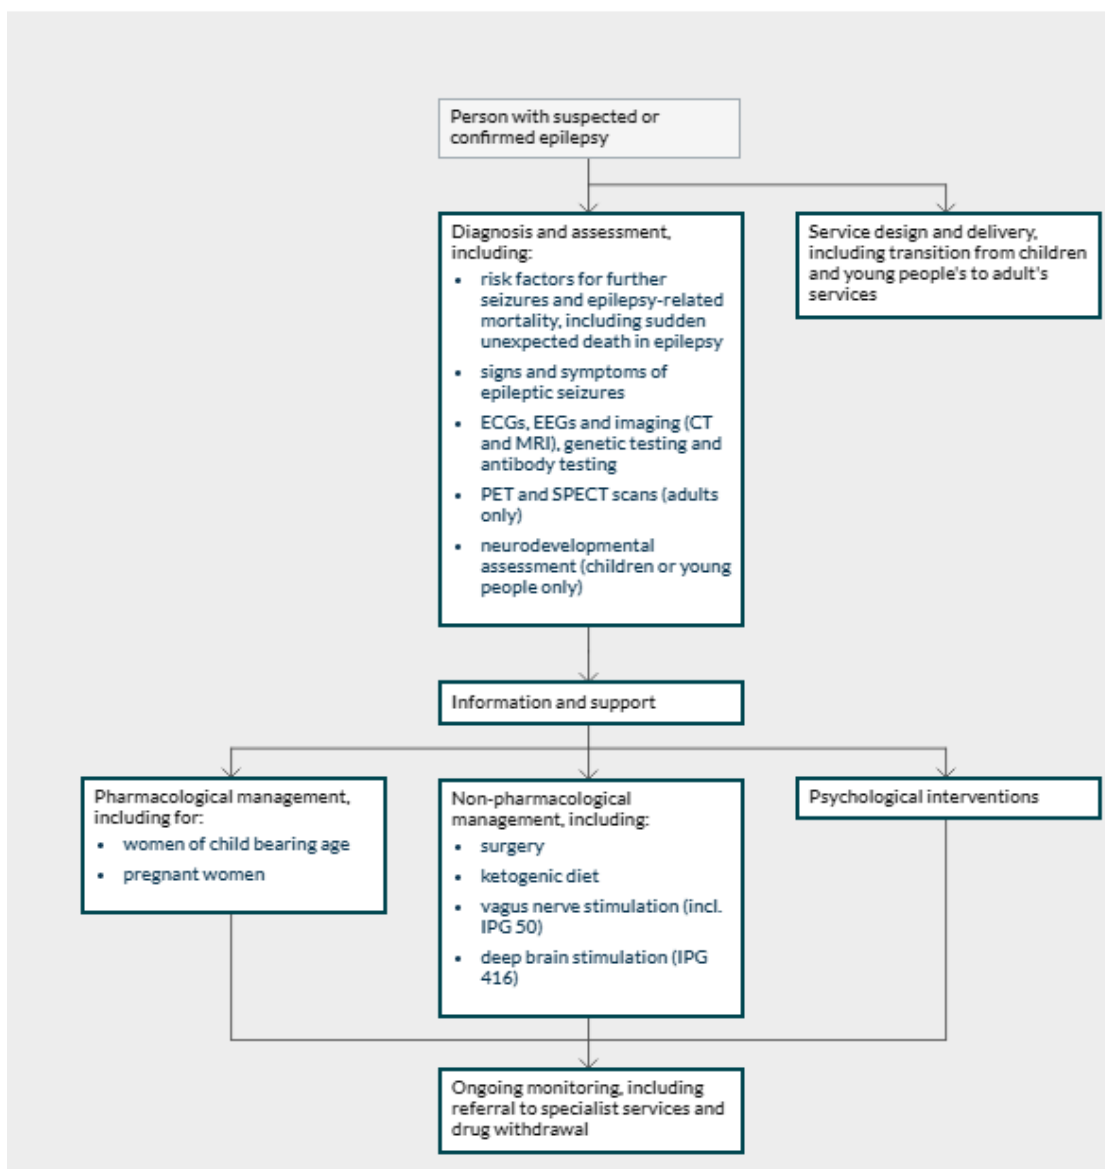 Person with suspected or
confirmed epilepsy
Diagnosis and assessment,
including:
• risk factors for further
seizures and epilepsy-related
mortality, including sudden
unexpected death in epilepsy
• signs and symptoms of
epileptic seizures
• ECGs, EEGs and imaging (CT
and MRI), genetic testing and
antibody testing
• PET and SPECT scans (adults
only)
• neurodevelopmental
assessment (children or young
people only)
Service design and delivery,
including transition from children
and young people's to adult's
services
Information and support
Pharmacological management,
including for:
• women of child bearing age
• pregnant women
Non-pharmacological
management, including:
• surgery
• ketogenic diet
• vagus nerve stimulation (incl.
IPG 50)
• deep brain stimulation (IPG
416)
Psychological interventions
Ongoing monitoring, including
referral to specialist services and
drug withdrawal